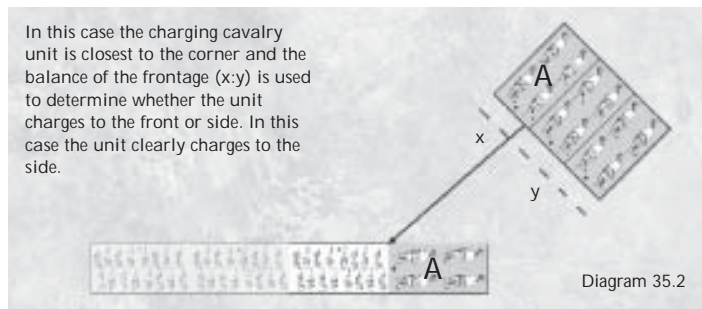 In this case the charging cavalry
unit is closest to the corner and the
balance of the frontage (x:y) is used
to determine whether the unit
charges to the front or side. In this
case the unit clearly charges to the
side.
A
x
y
A
Diagram 35.2